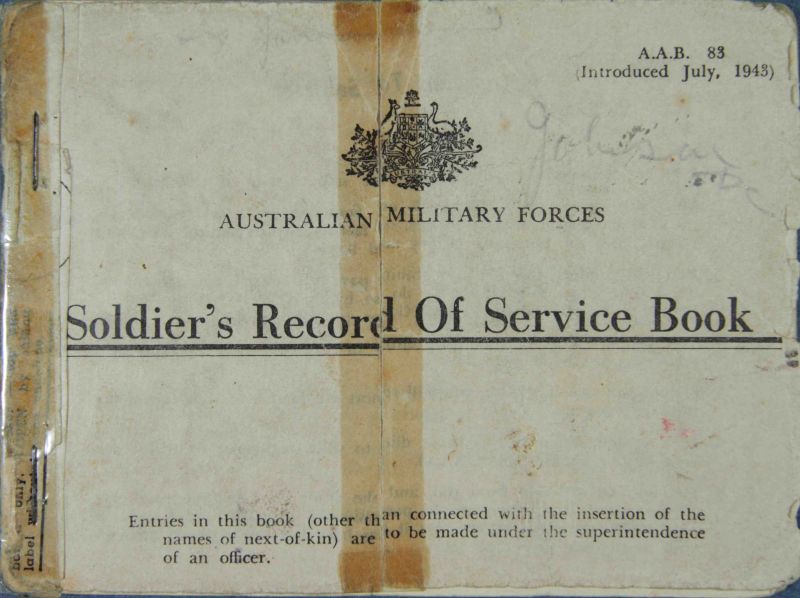 A.A.B. 83
(Introduced July, 1943)
AUSTRALIAN MILITARY FORCES
Soldier's Record Of Service Book
Entries in this book (other than connected with the insertion of the
names of next-of-kin) are to be made under the superintendence
of an officer.
only.
label